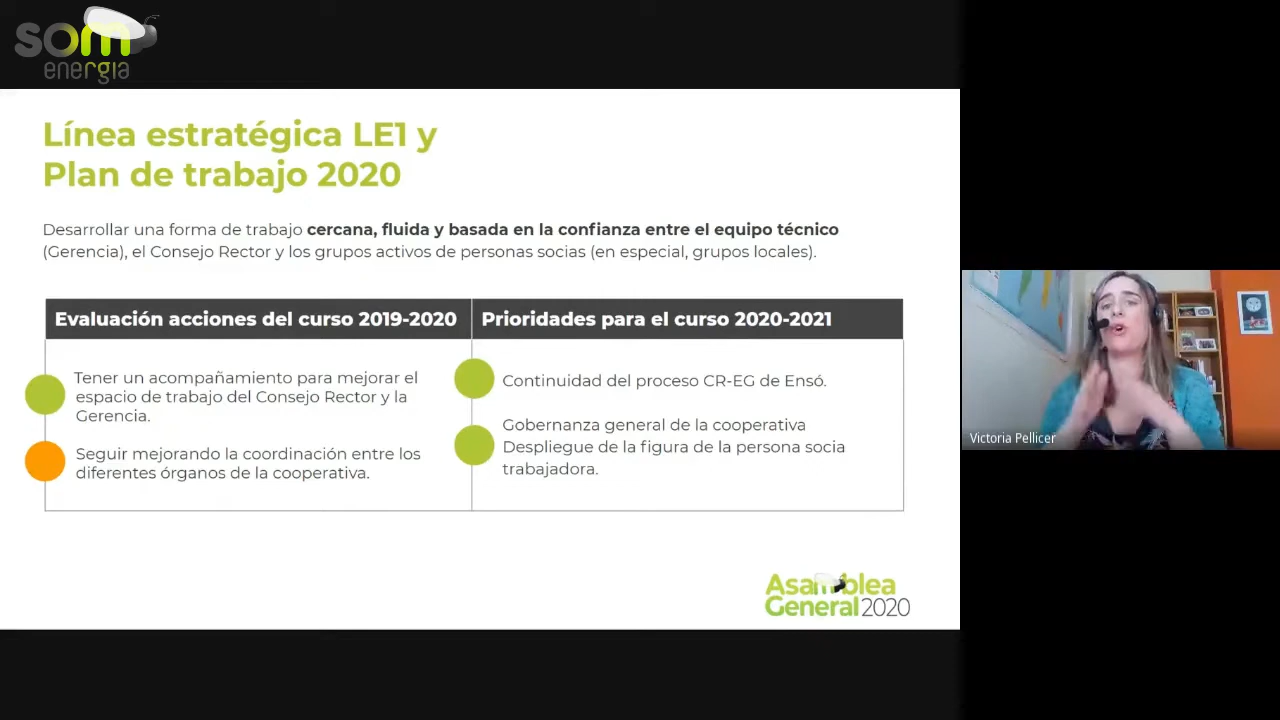 som
energia
Línea estratégica LE1 y
Plan de trabajo 2020
Desarrollar una forma de trabajo cercana, fluida y basada en la confianza entre el equipo técnico
(Gerencia), el Consejo Rector y los grupos activos de personas socias (en especial, grupos locales).
Evaluación acciones del curso 2019-2020
Tener un acompañamiento para mejorar el
espacio de trabajo del Consejo Rector y la
Gerencia.
Seguir mejorando la coordinación entre los
diferentes órganos de la cooperativa.
Prioridades para el curso 2020-2021
Continuidad del proceso CR-EG de Ensó.
Gobernanza general de la cooperativa
Despliegue de la figura de la persona socia
trabajadora.
Victoria Pellicer
Asamblea
General 2020